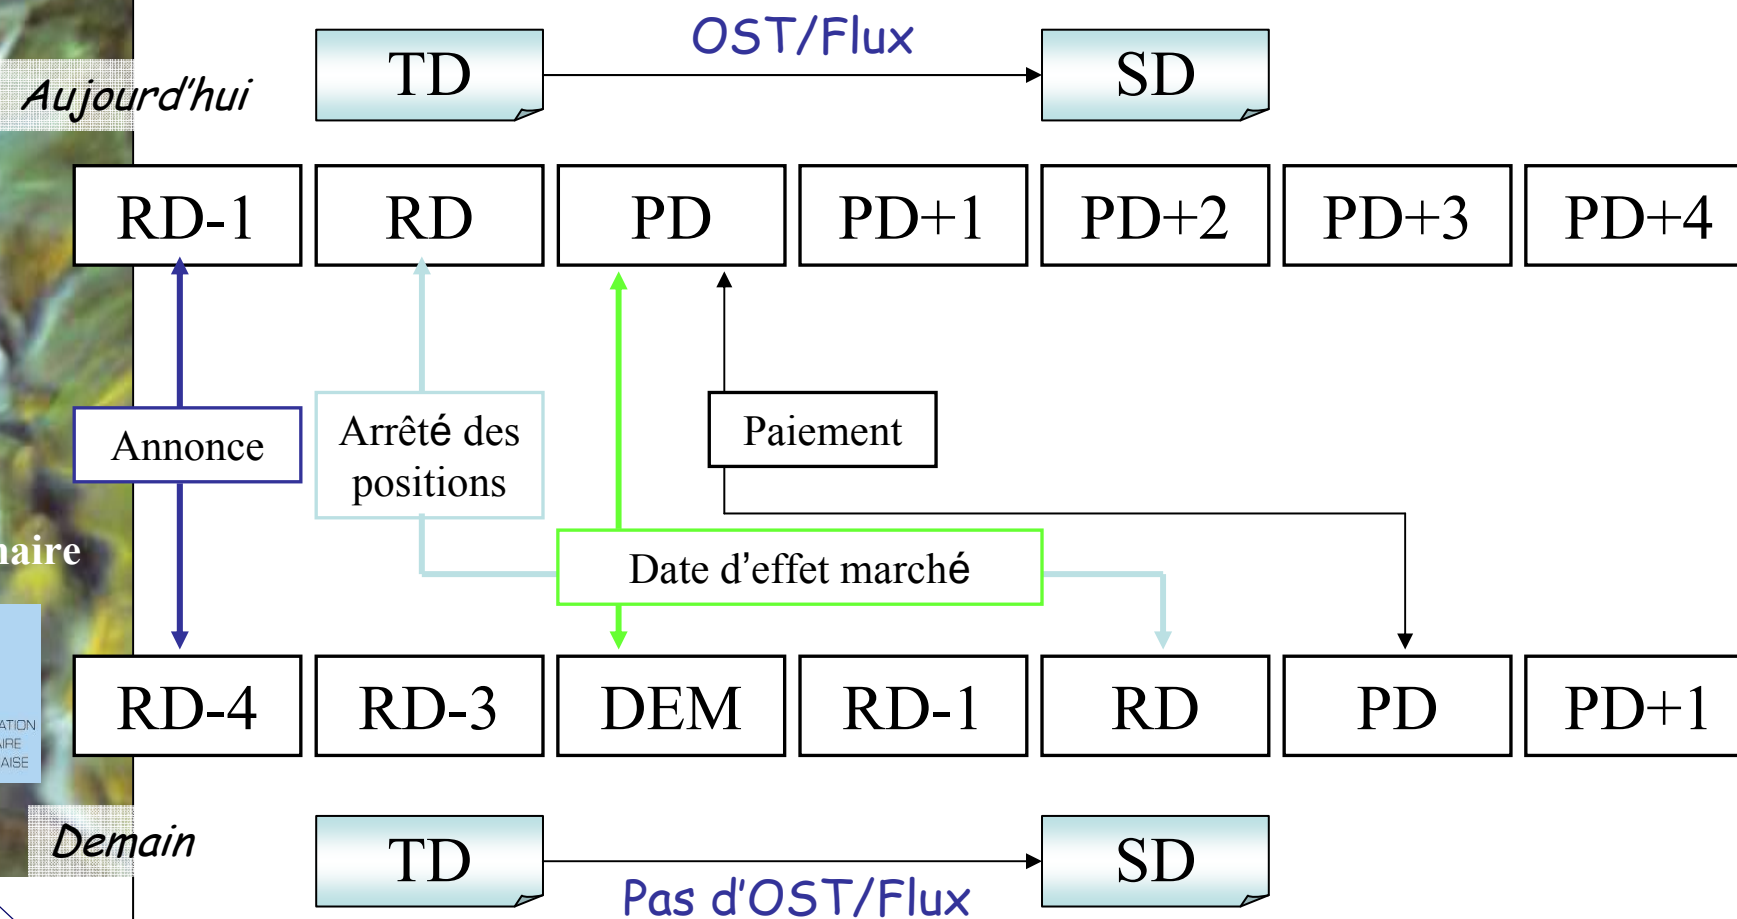 OST/Flux
Aujourd'hui
TD
SD
RD-1
RD
PD
PD+1
PD+2
PD+3
PD+4
Annonce
Arrêté des
positions
Paiement
Date d'effet marché
RD-4
RD-3
DEM
RD-1
RD
PD
PD+1
Demain
TD
SD
Pas d'OST/Flux